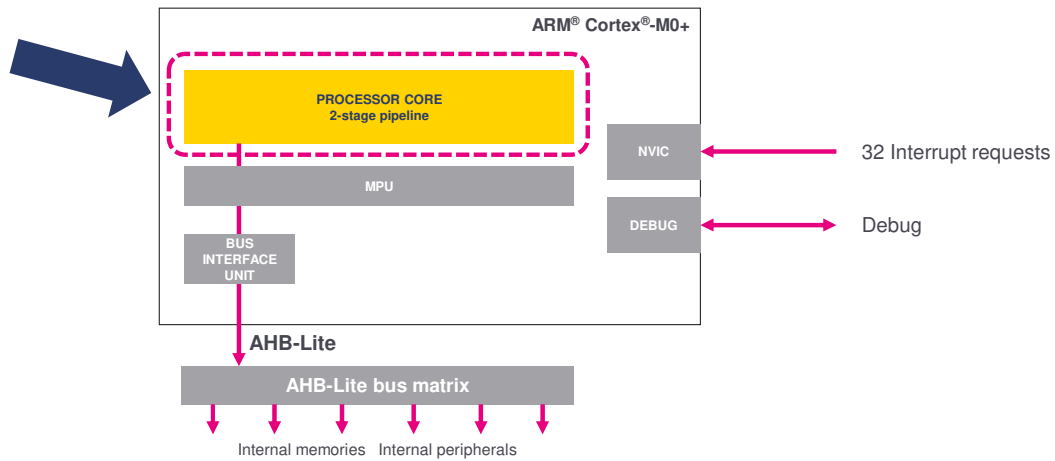 ARM® Cortex®-M0+
PROCESSOR CORE
2-stage pipeline
NVIC
32 Interrupt requests
MPU
DEBUG
Debug
BUS
INTERFACE
UNIT
AHB-Lite
AHB-Lite bus matrix
Internal memories
Internal peripherals